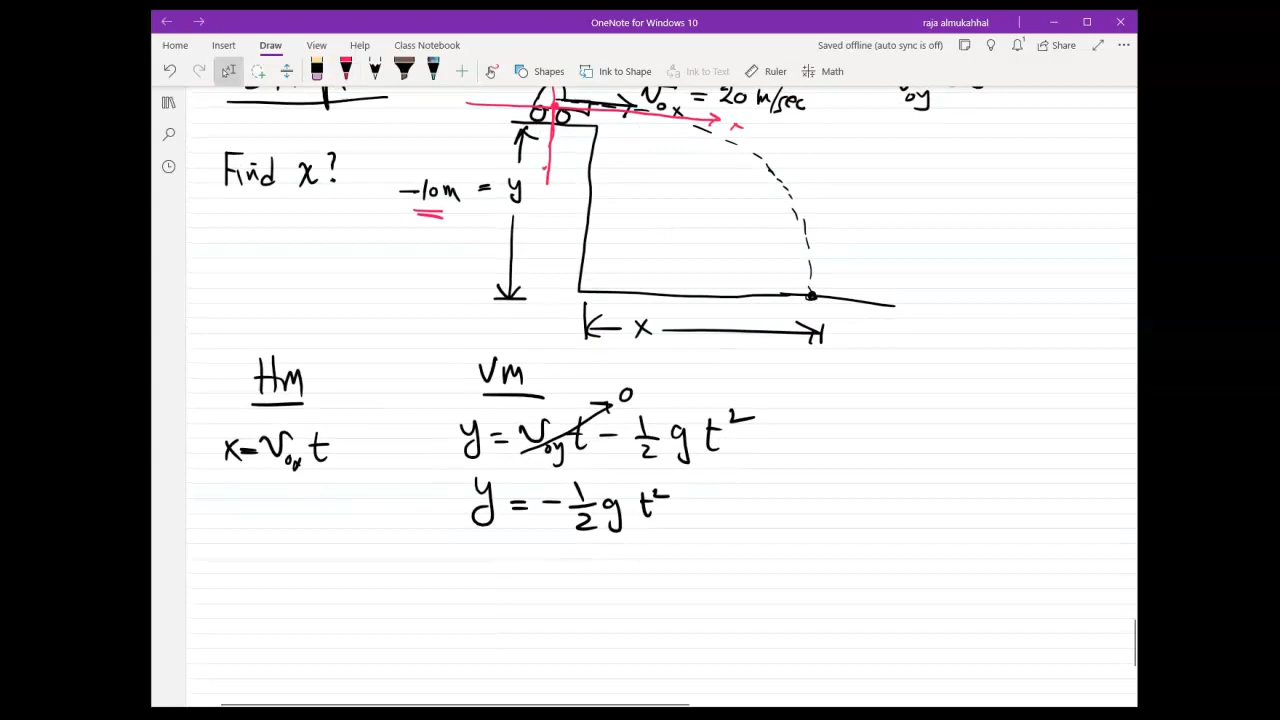 OneNote for Windows 10
raja almukahhal
Home Insert Draw View Help Class Notebook
Saved offline (auto sync is off)
Share
Shapes Ink to Shape Ink to Text Ruler Math
V₀ₓ = 20 m/sec
V₀y
Find x?
-10m = y
x
Hm
Vm
0
x = V₀ₓ t
y = V₀y t - 1/2 g t²
y = - 1/2 g t²